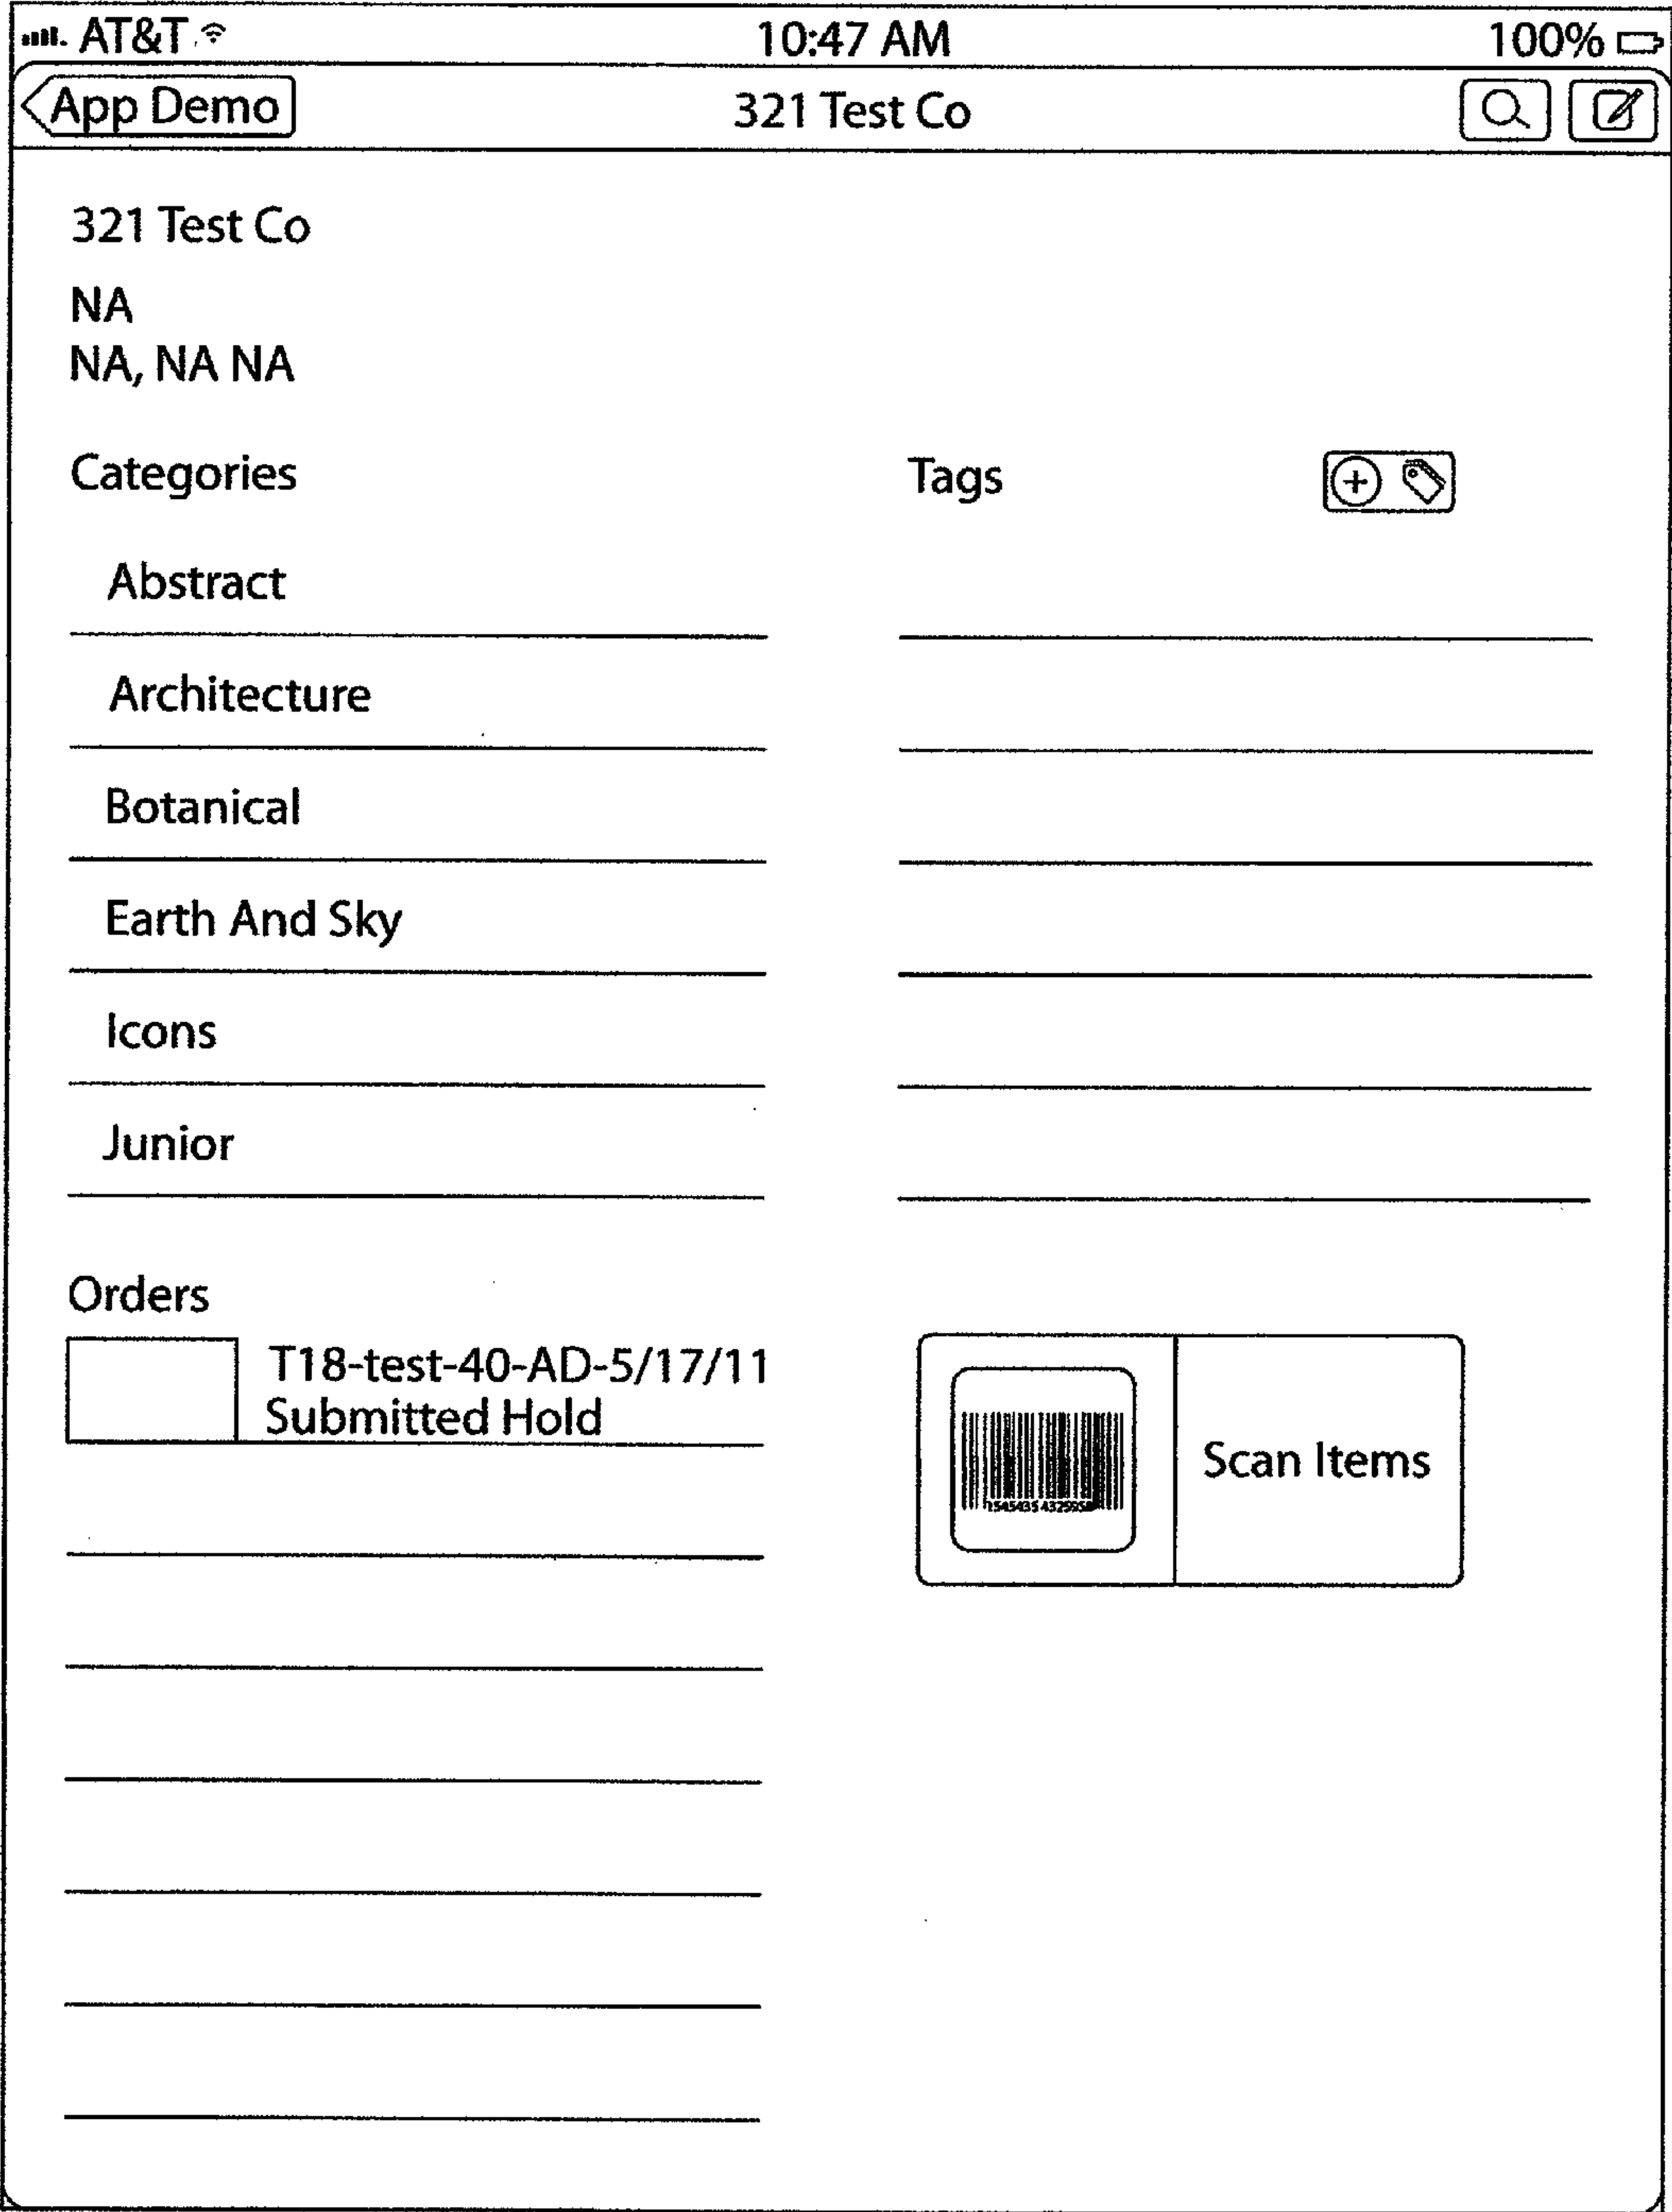 AT&T 10:47 AM 100%
App Demo 321 Test Co
321 Test Co
NA
NA, NA NA
Categories Tags
Abstract
Architecture
Botanical
Earth And Sky
Icons
Junior
Orders
T18-test-40-AD-5/17/11
Submitted Hold
Scan Items